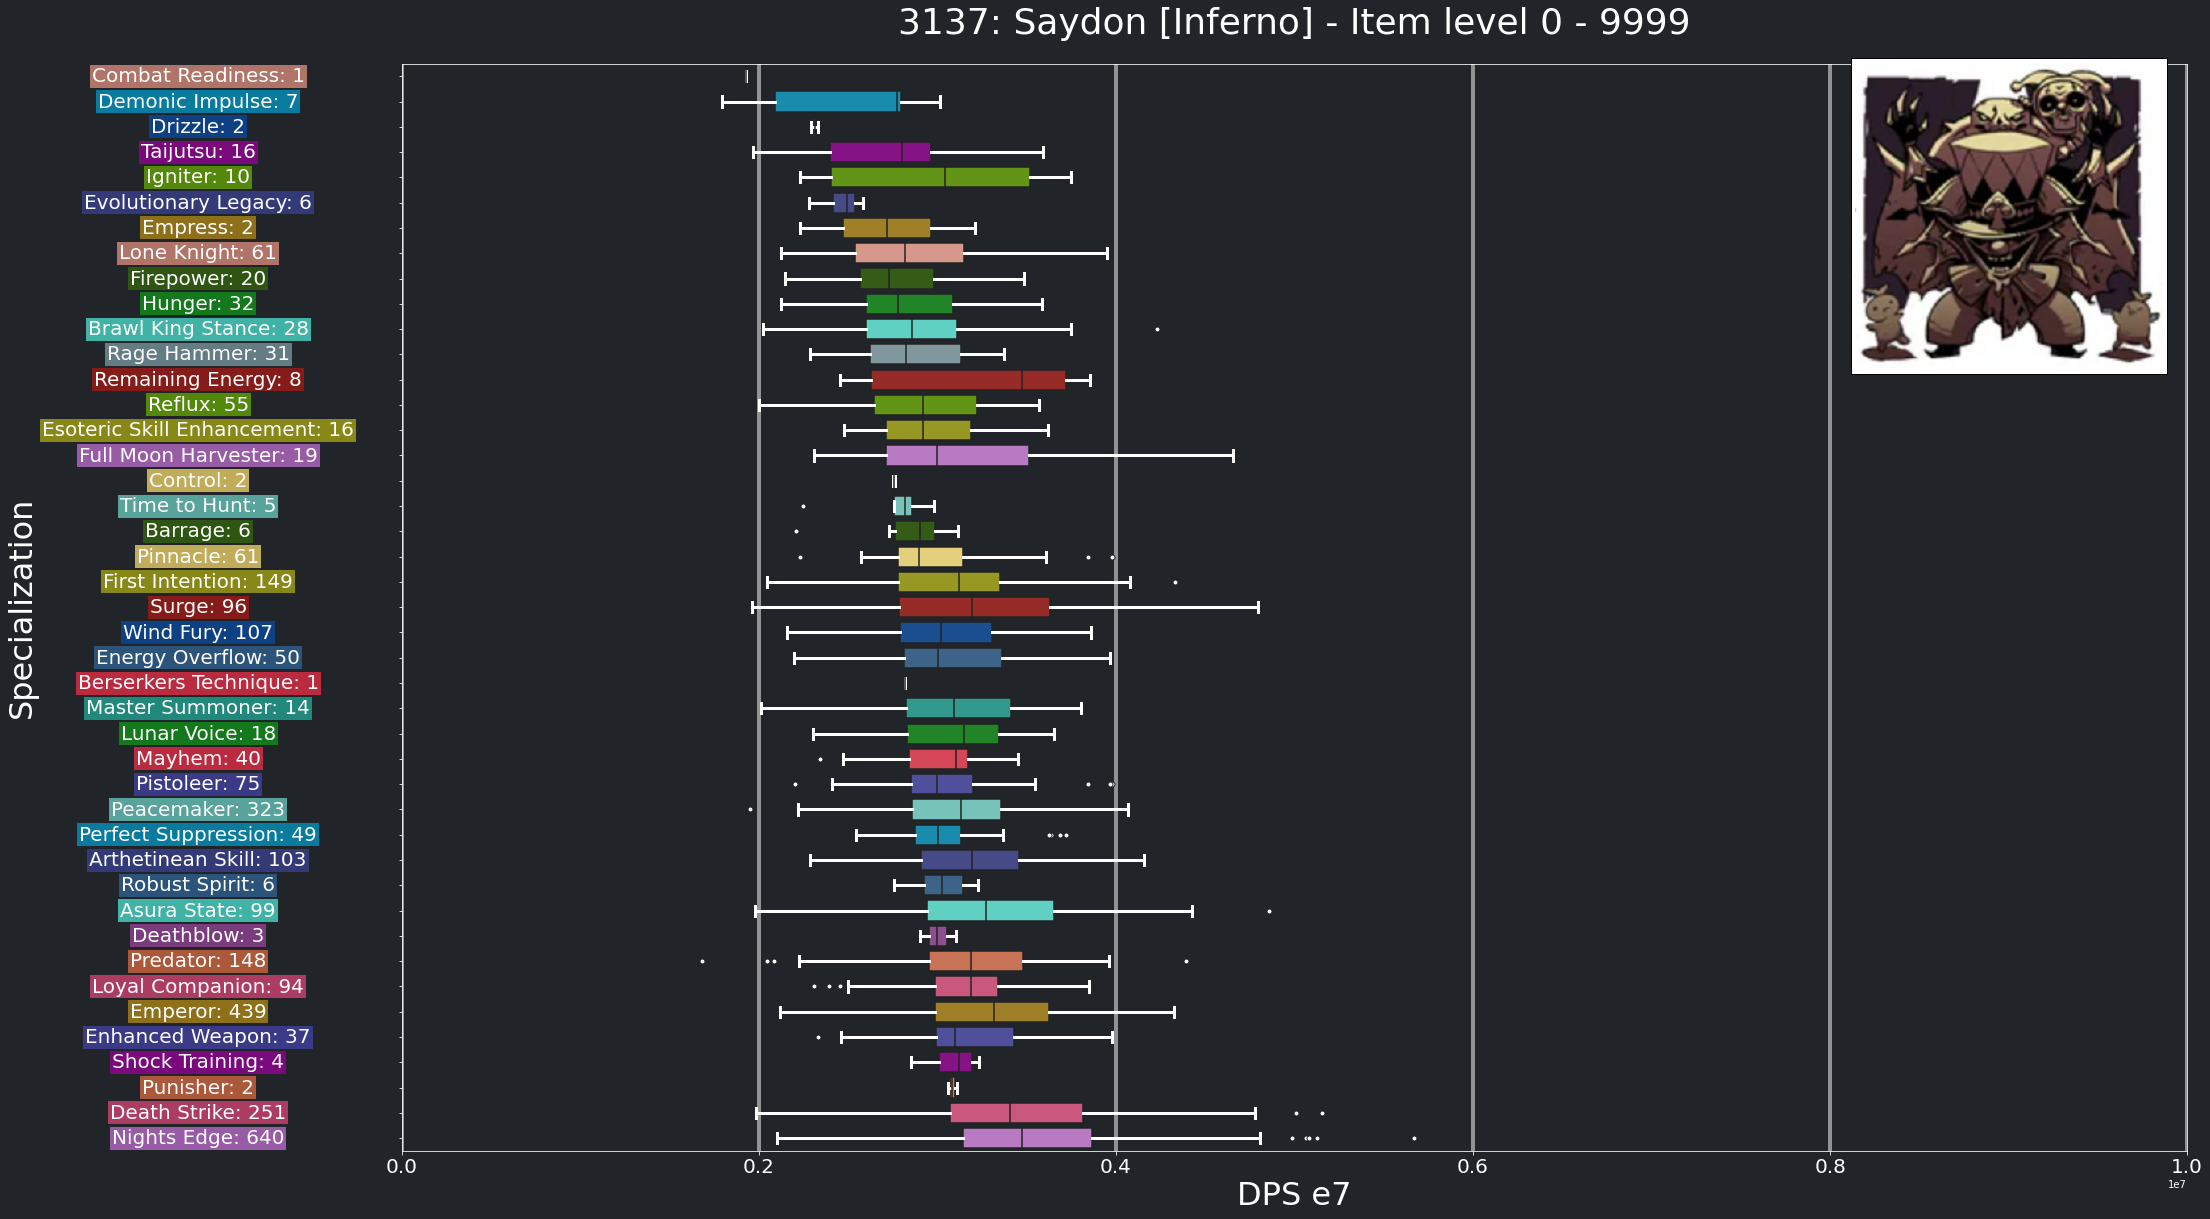 3137: Saydon [Inferno] - Item level 0 - 9999
Combat Readiness: 1
Demonic Impulse: 7
Drizzle: 2
Taijutsu: 16
Igniter: 10
Evolutionary Legacy: 6
Empress: 2
Lone Knight: 61
Firepower: 20
Hunger: 32
Brawl King Stance: 28
Rage Hammer: 31
Remaining Energy: 8
Reflux: 55
Esoteric Skill Enhancement: 16
Full Moon Harvester: 19
Control: 2
Time to Hunt: 5
Barrage: 6
Pinnacle: 61
First Intention: 149
Surge: 96
Wind Fury: 107
Energy Overflow: 50
Berserkers Technique: 1
Master Summoner: 14
Lunar Voice: 18
Mayhem: 40
Pistoleer: 75
Peacemaker: 323
Perfect Suppression: 49
Arthetinean Skill: 103
Robust Spirit: 6
Asura State: 99
Deathblow: 3
Predator: 148
Loyal Companion: 94
Emperor: 439
Enhanced Weapon: 37
Shock Training: 4
Punisher: 2
Death Strike: 251
Nights Edge: 640
Specialization
0.0 0.2 0.4 0.6 0.8 1.0
1e7
DPS e7